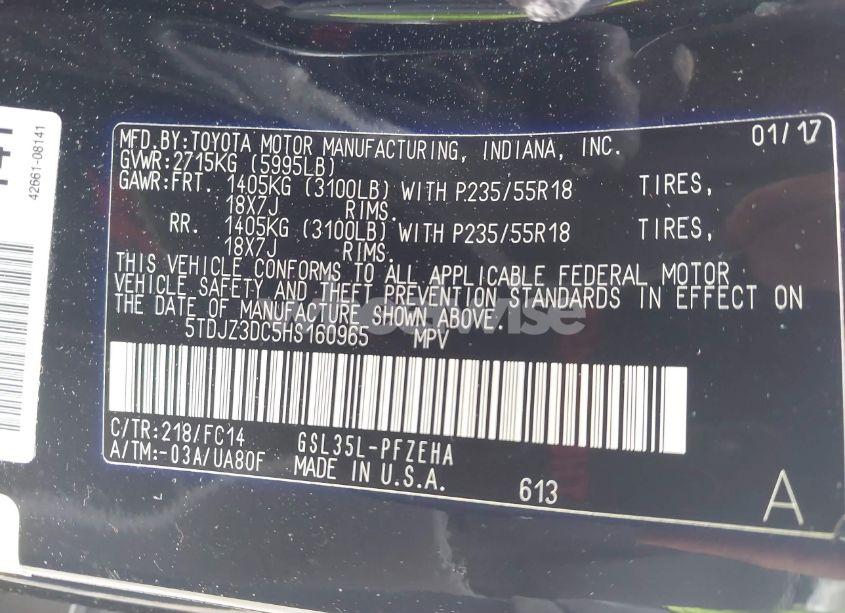 42661-08141
MFD.BY:TOYOTA MOTOR MANUFACTURING, INDIANA, INC. 01/17
GVWR:2715KG (5995LB)
GAWR:FRT. 1405KG (3100LB) WITH P235/55R18 TIRES,
18X7J RIMS.
RR. 1405KG (3100LB) WITH P235/55R18 TIRES,
18X7J RIMS.
THIS VEHICLE CONFORMS TO ALL APPLICABLE FEDERAL MOTOR
VEHICLE SAFETY AND THEFT PREVENTION STANDARDS IN EFFECT ON
THE DATE OF MANUFACTURE SHOWN ABOVE.
5TDJZ3DC5HS160965 MPV
C/TR:218/FC14 GSL35L-PFZEHA
A/TM:-03A/UA80F MADE IN U.S.A. 613 A